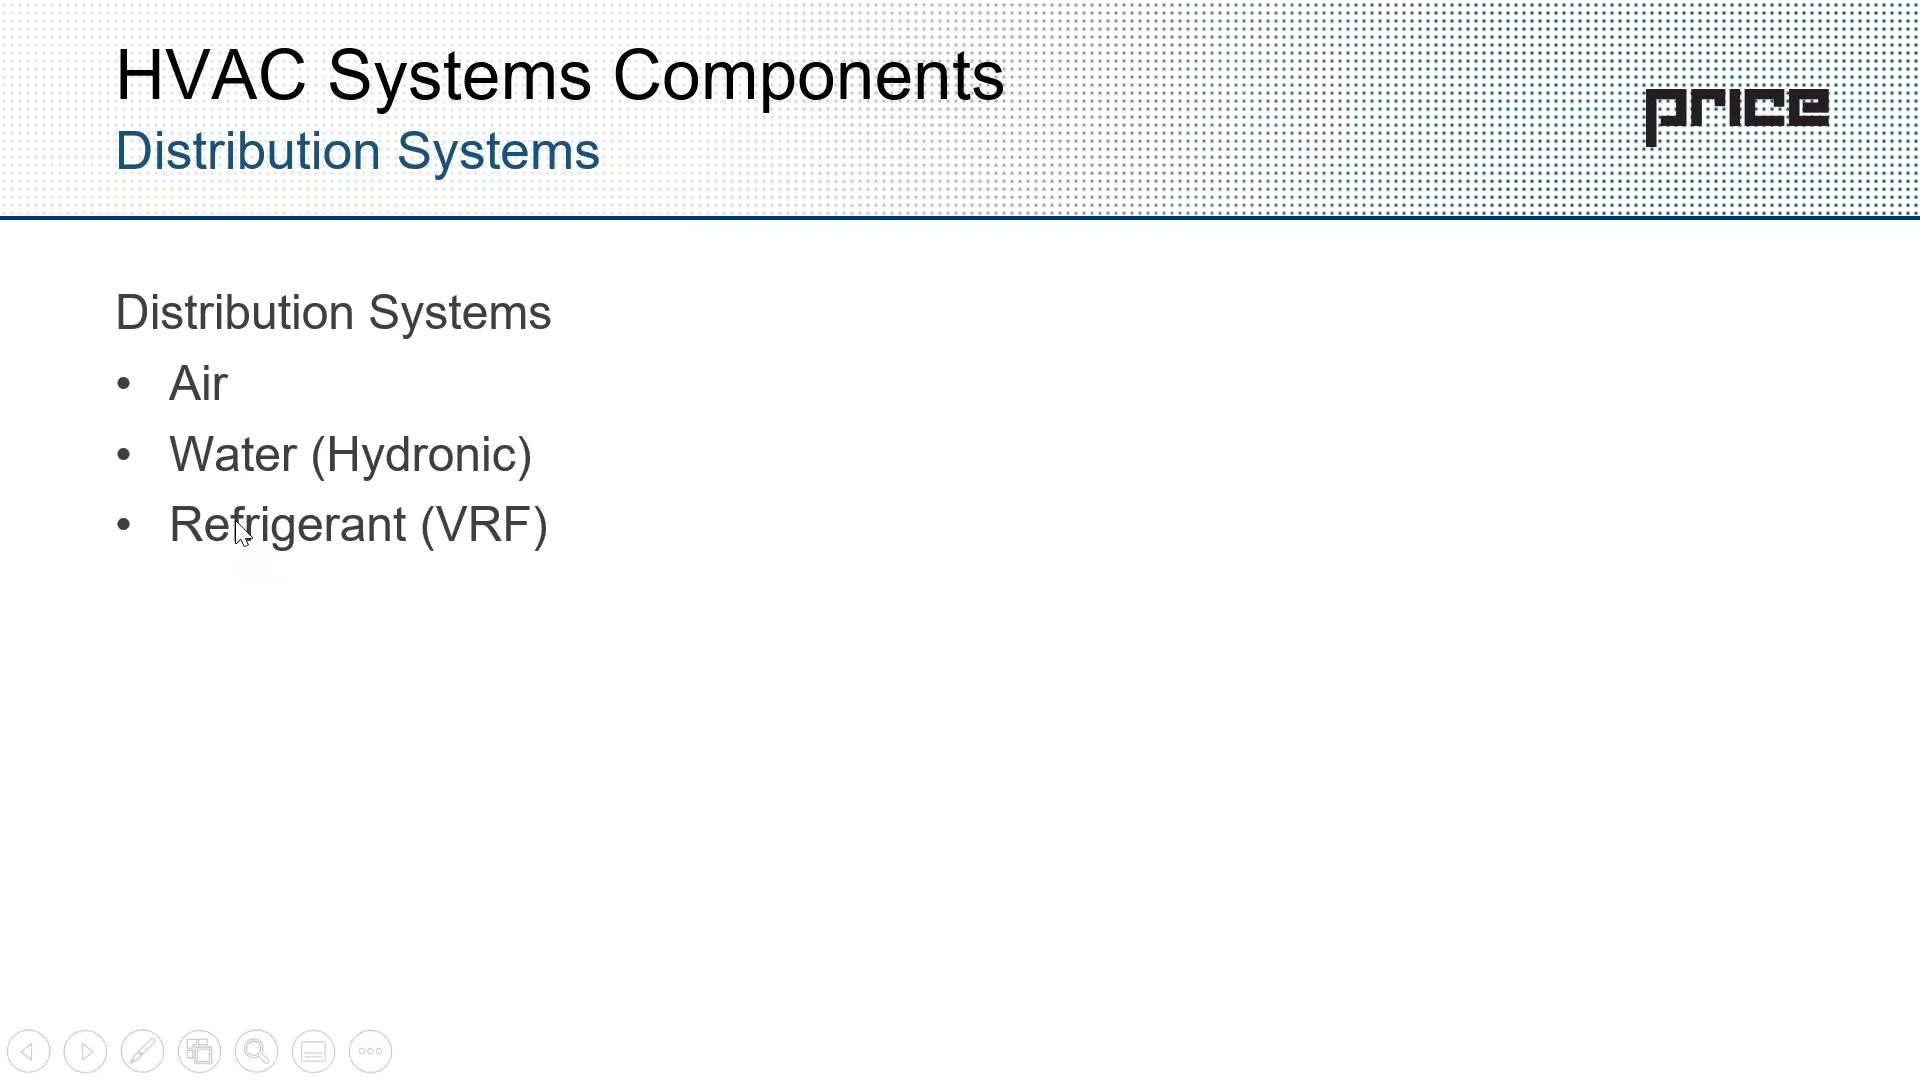 HVAC Systems Components
Distribution Systems
price
Distribution Systems
• Air
• Water (Hydronic)
• Refrigerant (VRF)